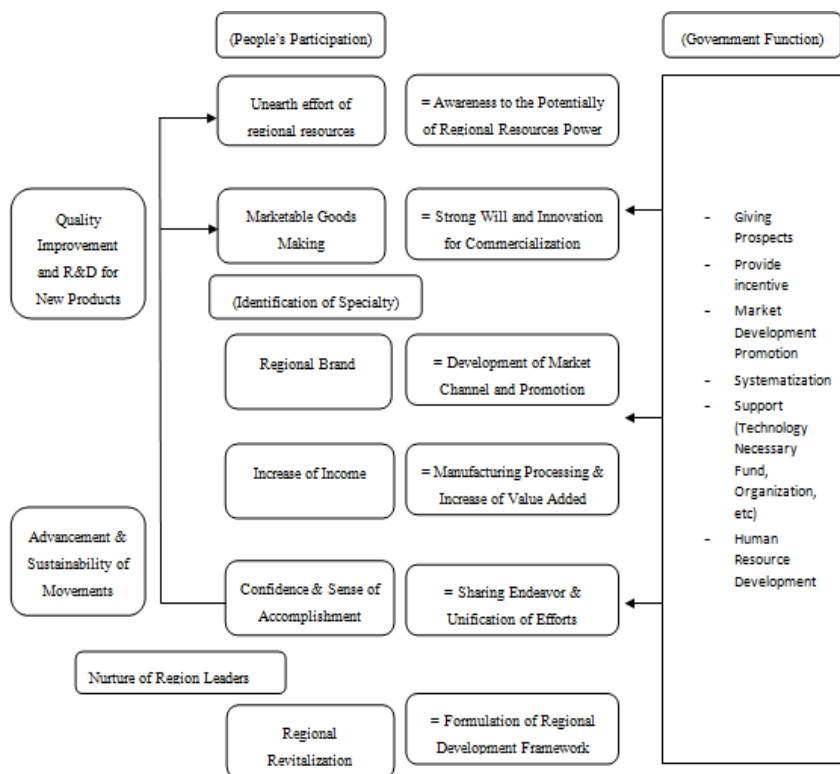 (People's Participation)
(Government Function)
Unearth effort of
regional resources
= Awareness to the Potentially
of Regional Resources Power
Quality
Improvement
and R&D for
New Products
Marketable Goods
Making
= Strong Will and Innovation
for Commercialization
(Identification of Specialty)
Regional Brand
= Development of Market
Channel and Promotion
Increase of Income
= Manufacturing Processing &
Increase of Value Added
Advancement &
Sustainability of
Movements
Confidence & Sense of
Accomplishment
= Sharing Endeavor &
Unification of Efforts
Nurture of Region Leaders
Regional
Revitalization
= Formulation of Regional
Development Framework
- Giving
Prospects
- Provide
incentive
- Market
Development
Promotion
- Systematization
- Support
(Technology
Necessary
Fund,
Organization,
etc)
- Human
Resource
Development